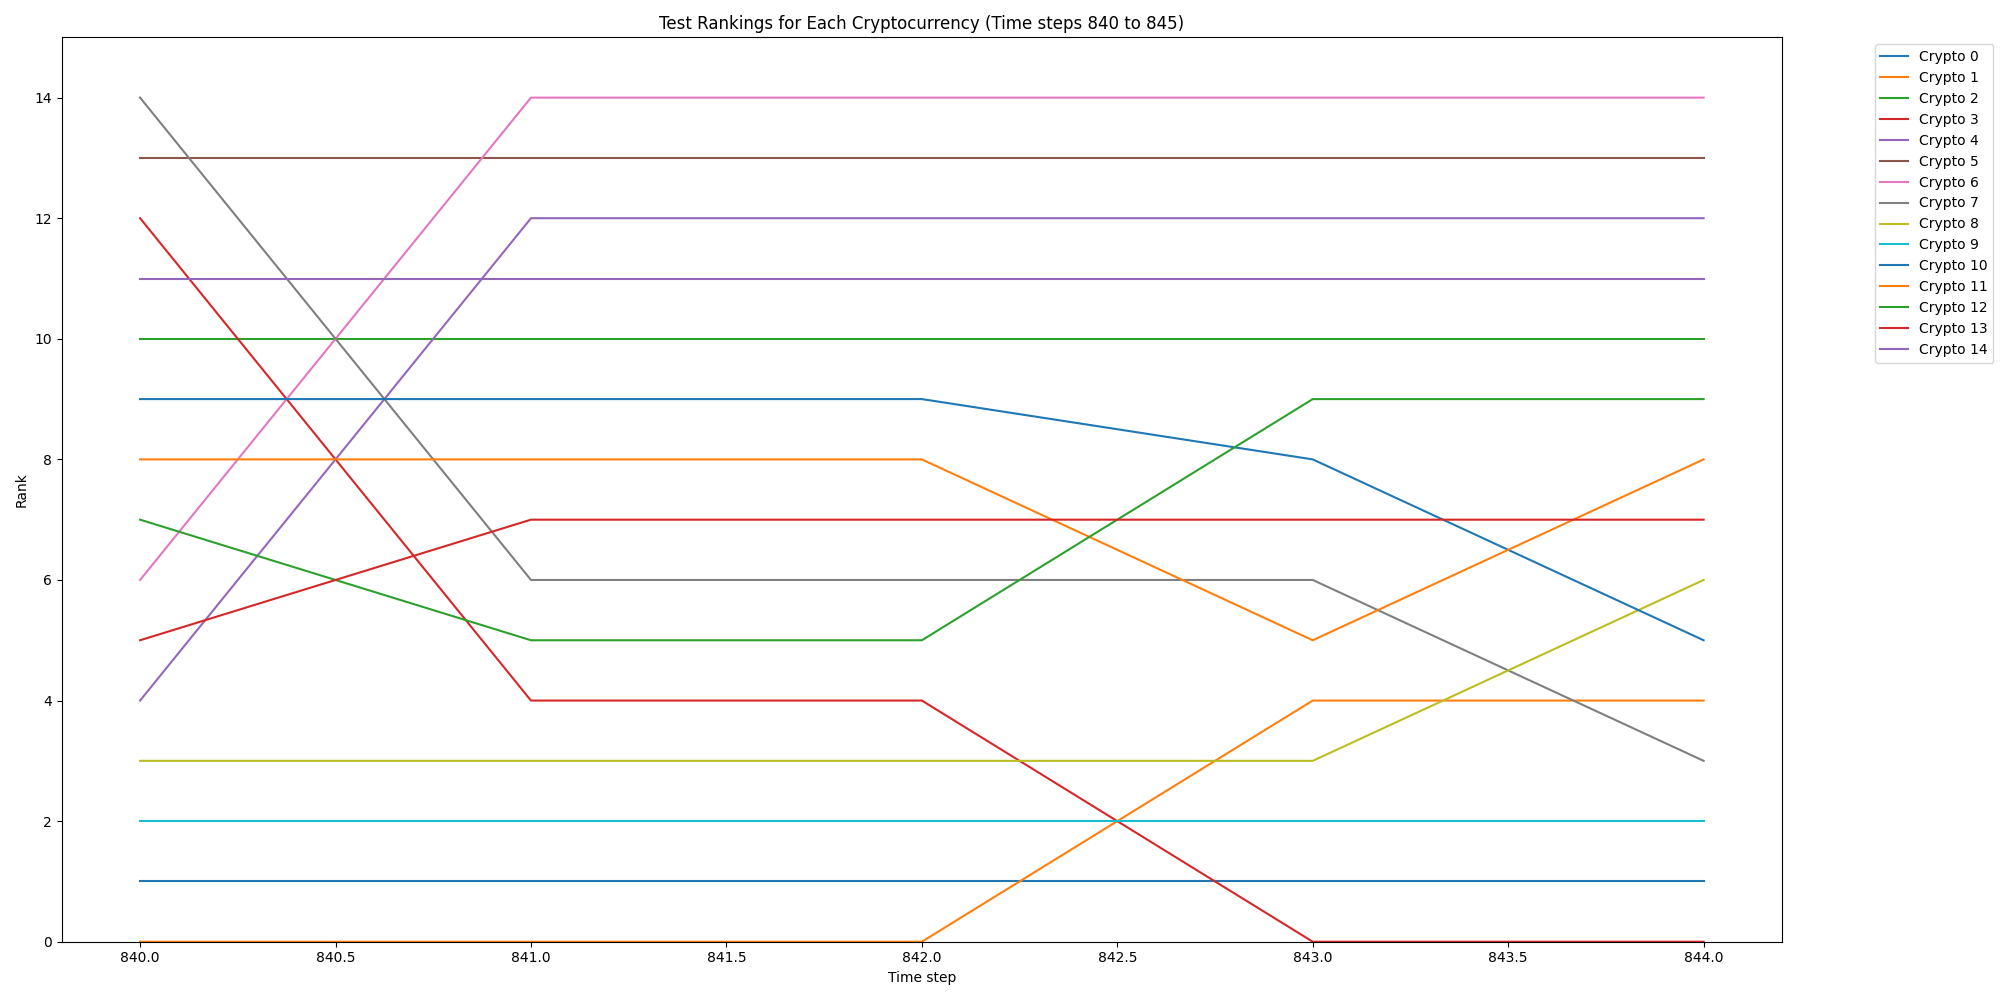 Test Rankings for Each Cryptocurrency (Time steps 840 to 845)
Rank
14
12
10
8
6
4
2
0
840.0
840.5
841.0
841.5
842.0
842.5
843.0
843.5
844.0
Time step
Crypto 0
Crypto 1
Crypto 2
Crypto 3
Crypto 4
Crypto 5
Crypto 6
Crypto 7
Crypto 8
Crypto 9
Crypto 10
Crypto 11
Crypto 12
Crypto 13
Crypto 14